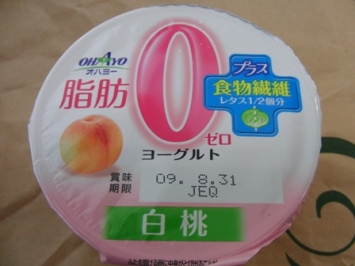 OHAYO
オハヨー
脂肪0ゼロ
プラス
食物繊維
レタス1/2個分
ヨーグルト
賞味
期限
09. 8.31
JEQ
白桃